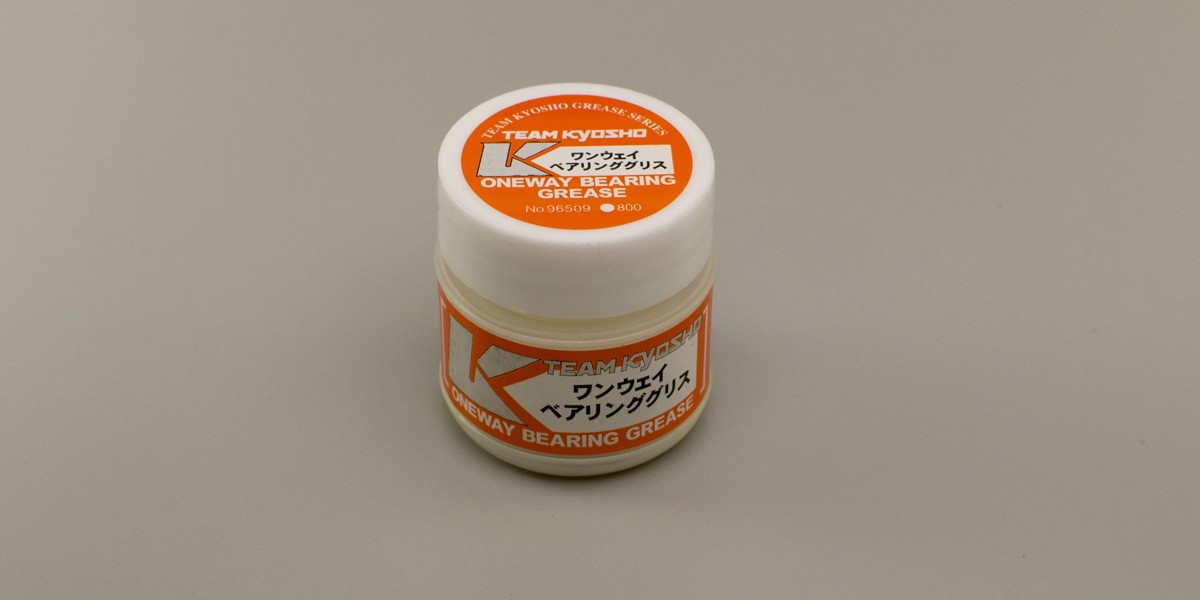 TEAM KYOSHO GREASE SERIES
TEAM KYOSHO
K
ワンウェイ
ベアリンググリス
ONEWAY BEARING
GREASE
No.96509 ●800
K
TEAM KYOSHO
ワンウェイ
ベアリンググリス
ONEWAY BEARING GREASE